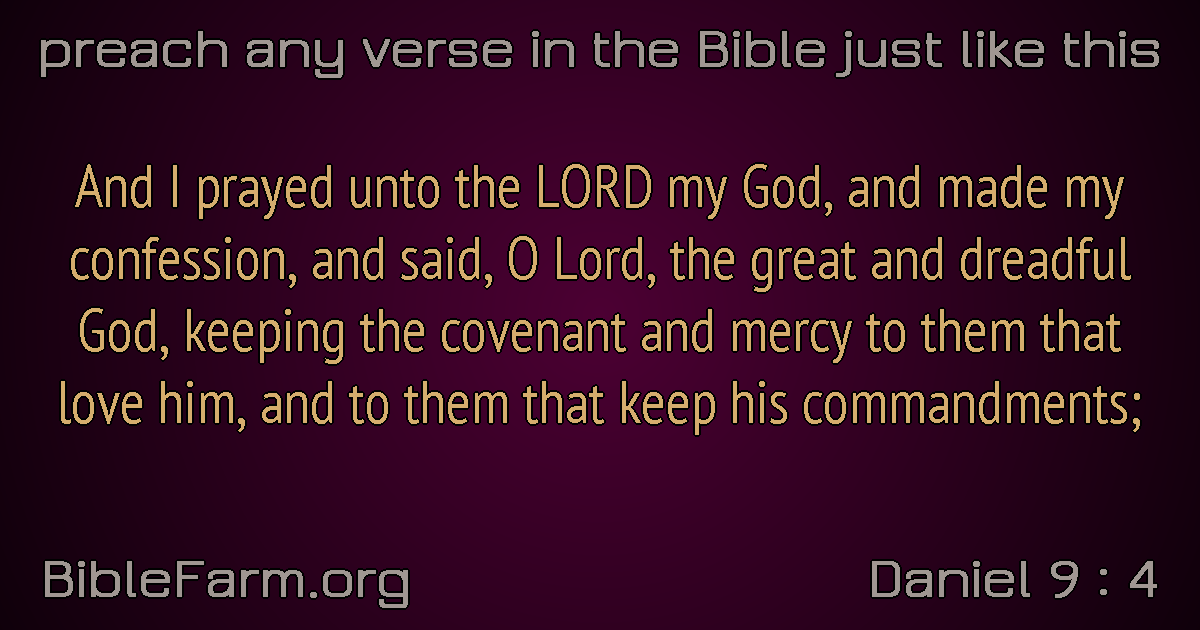 preach any verse in the Bible just like this
And I prayed unto the LORD my God, and made my
confession, and said, O Lord, the great and dreadful
God, keeping the covenant and mercy to them that
love him, and to them that keep his commandments;
BibleFarm.org
Daniel 9 : 4